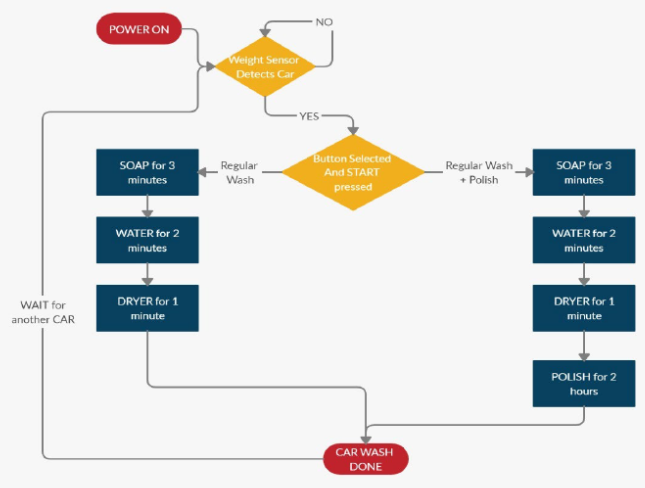 POWER ON
NO
Weight Sensor
Detects Car
YES
Button Selected
And START
pressed
Regular
Wash
Regular Wash
+ Polish
SOAP for 3
minutes
WATER for 2
minutes
DRYER for 1
minute
SOAP for 3
minutes
WATER for 2
minutes
DRYER for 1
minute
POLISH for 2
hours
WAIT for
another CAR
CAR WASH
DONE